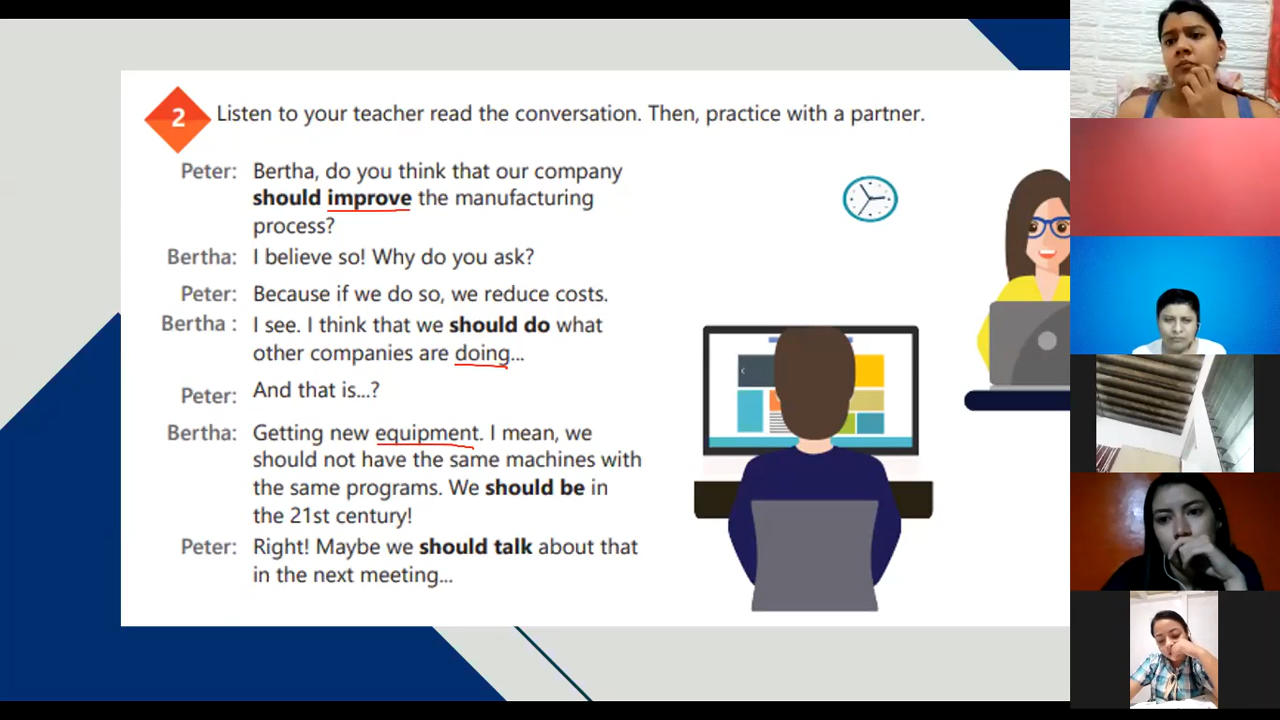 2 Listen to your teacher read the conversation. Then, practice with a partner.
Peter: Bertha, do you think that our company
should improve the manufacturing
process?
Bertha: I believe so! Why do you ask?
Peter: Because if we do so, we reduce costs.
Bertha : I see. I think that we should do what
other companies are doing...
Peter: And that is...?
Bertha: Getting new equipment. I mean, we
should not have the same machines with
the same programs. We should be in
the 21st century!
Peter: Right! Maybe we should talk about that
in the next meeting...